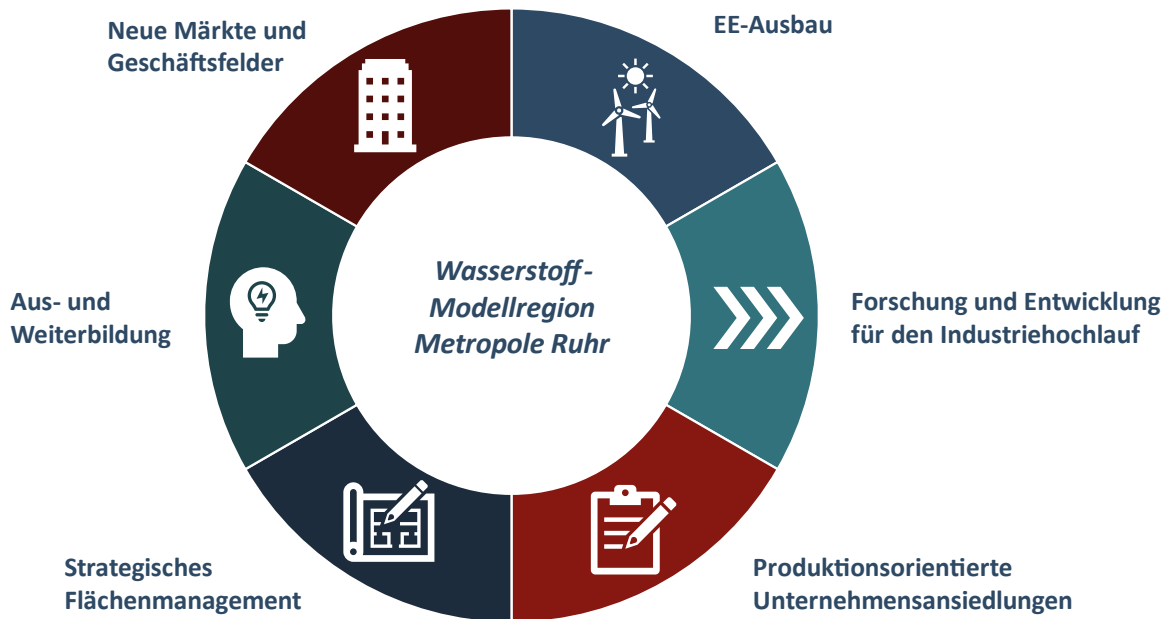 Neue Märkte und
Geschäftsfelder
EE-Ausbau
Wasserstoff-
Modellregion
Metropole Ruhr
Aus- und
Weiterbildung
Forschung und Entwicklung
für den Industriehochlauf
Strategisches
Flächenmanagement
Produktionsorientierte
Unternehmensansiedlungen